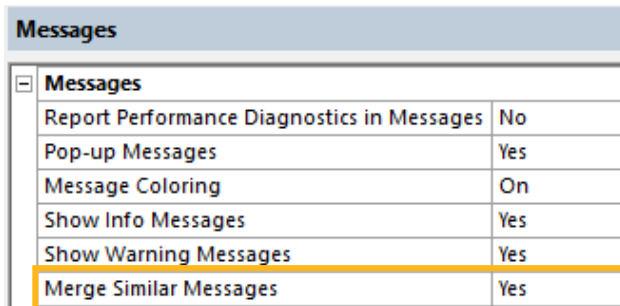 Messages
Messages
Report Performance Diagnostics in Messages No
Pop-up Messages Yes
Message Coloring On
Show Info Messages Yes
Show Warning Messages Yes
Merge Similar Messages Yes